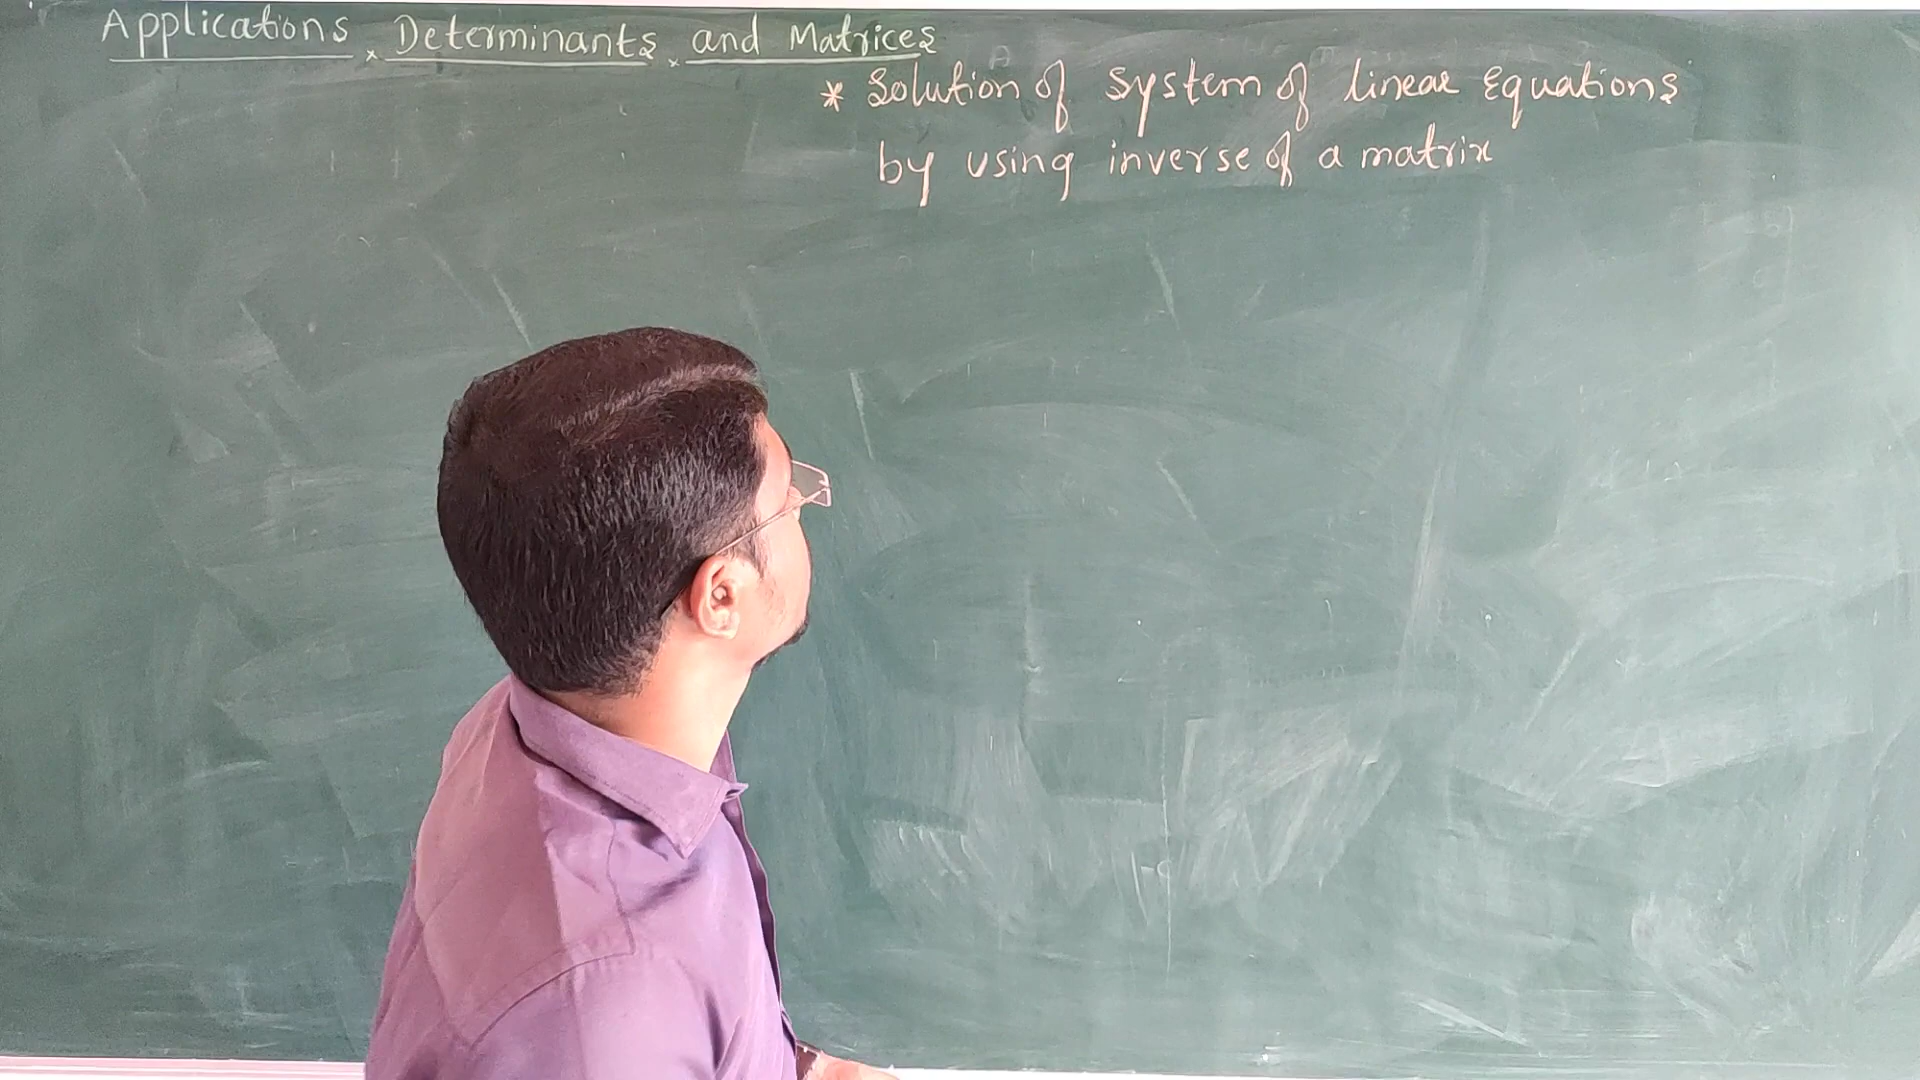 Applications Determinants and Matrices
* Solution of system of linear Equations
by using inverse of a matrix